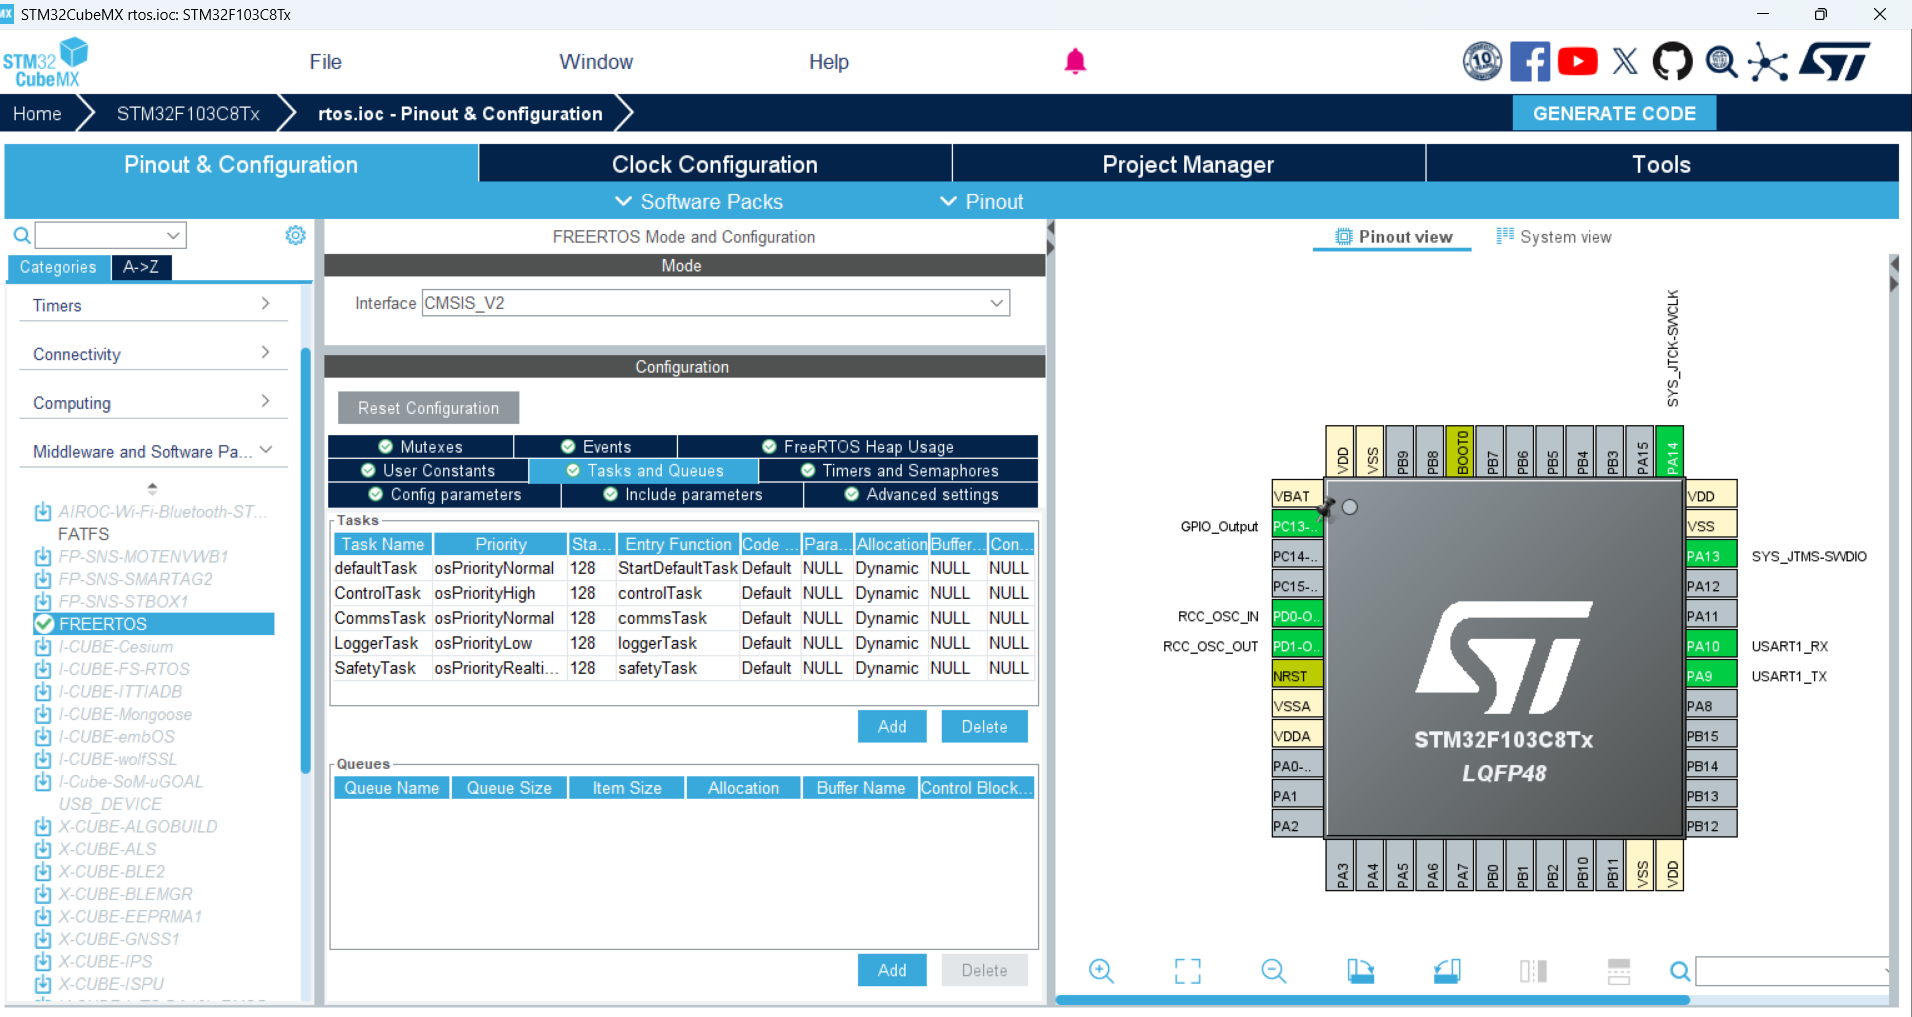 STM32CubeMX rtos.ioc: STM32F103C8Tx
STM32 CubeMX
File
Window
Help
Home
STM32F103C8Tx
rtos.ioc - Pinout & Configuration
GENERATE CODE
Pinout & Configuration
Clock Configuration
Project Manager
Tools
Software Packs
Pinout
Categories
A->Z
Timers
Connectivity
Computing
Middleware and Software Pa...
AIROC-Wi-Fi-Bluetooth-ST...
FATFS
FP-SNS-MOTENVWB1
FP-SNS-SMARTAG2
FP-SNS-STBOX1
FREERTOS
I-CUBE-Cesium
I-CUBE-FS-RTOS
I-CUBE-ITTIADB
I-CUBE-Mongoose
I-CUBE-embOS
I-CUBE-wolfSSL
I-Cube-SoM-uGOAL
USB_DEVICE
X-CUBE-ALGOBUILD
X-CUBE-ALS
X-CUBE-BLE2
X-CUBE-BLEMGR
X-CUBE-EEPRMA1
X-CUBE-GNSS1
X-CUBE-IPS
X-CUBE-ISPU
FREERTOS Mode and Configuration
Mode
Interface CMSIS_V2
Configuration
Reset Configuration
Mutexes Events FreeRTOS Heap Usage
User Constants Tasks and Queues Timers and Semaphores
Config parameters Include parameters Advanced settings
Tasks
Task Name Priority Sta... Entry Function Code ... Para... Allocation Buffer... Con...
defaultTask osPriorityNormal 128 StartDefaultTask Default NULL Dynamic NULL NULL
ControlTask osPriorityHigh 128 controlTask Default NULL Dynamic NULL NULL
CommsTask osPriorityNormal 128 commsTask Default NULL Dynamic NULL NULL
LoggerTask osPriorityLow 128 loggerTask Default NULL Dynamic NULL NULL
SafetyTask osPriorityRealti... 128 safetyTask Default NULL Dynamic NULL NULL
Add Delete
Queues
Queue Name Queue Size Item Size Allocation Buffer Name Control Block...
Add Delete
Pinout view
System view
SYS_JTCK-SWCLK
VDD
VSS
PB9
PB8
BOOT0
PB7
PB6
PB5
PB4
PB3
PA15
PA14
VBAT
GPIO_Output PC13-..
PC14-..
PC15-..
RCC_OSC_IN PD0-O..
RCC_OSC_OUT PD1-O..
NRST
VSSA
VDDA
PA0-..
PA1
PA2
STM32F103C8Tx
LQFP48
VDD
VSS
PA13 SYS_JTMS-SWDIO
PA12
PA11
PA10 USART1_RX
PA9 USART1_TX
PA8
PB15
PB14
PB13
PB12
PA3
PA4
PA5
PA6
PA7
PB0
PB1
PB2
PB10
PB11
VSS
VDD